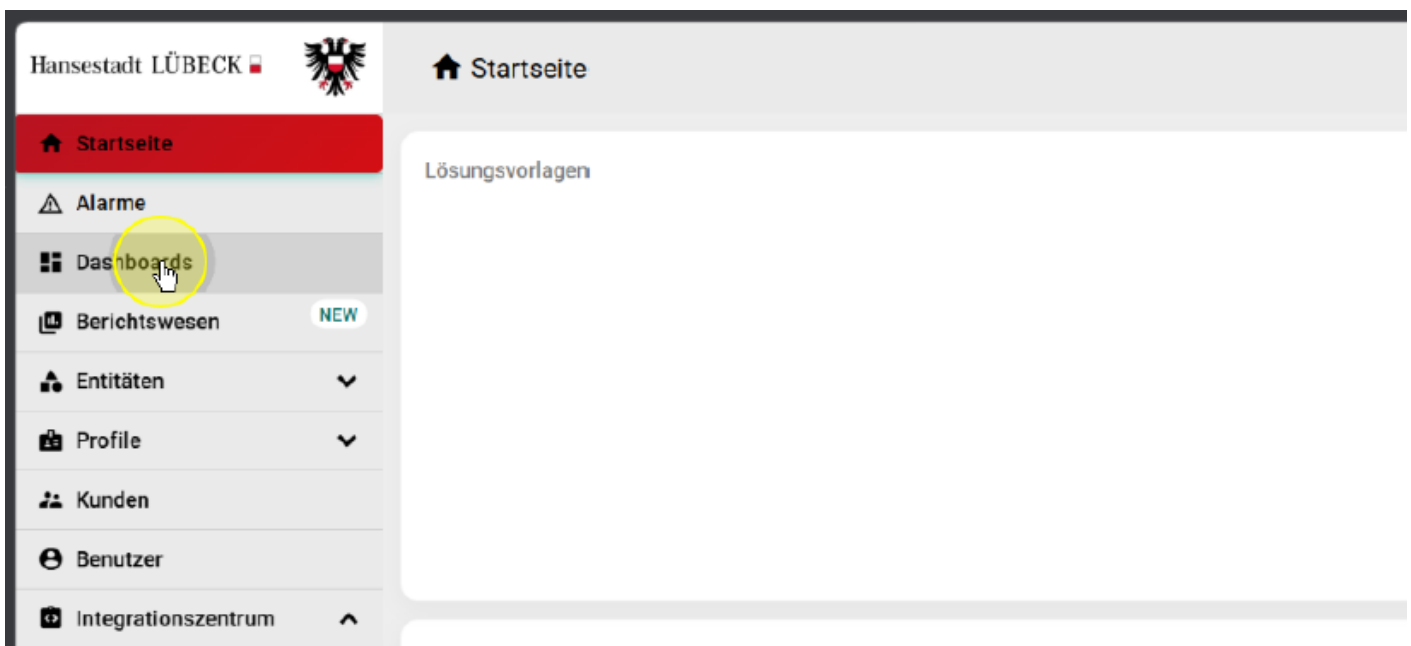 Hansestadt LÜBECK
Startseite
Startseite
Lösungsvorlagen
Alarme
Dashboards
Berichtswesen NEW
Entitäten
Profile
Kunden
Benutzer
Integrationszentrum